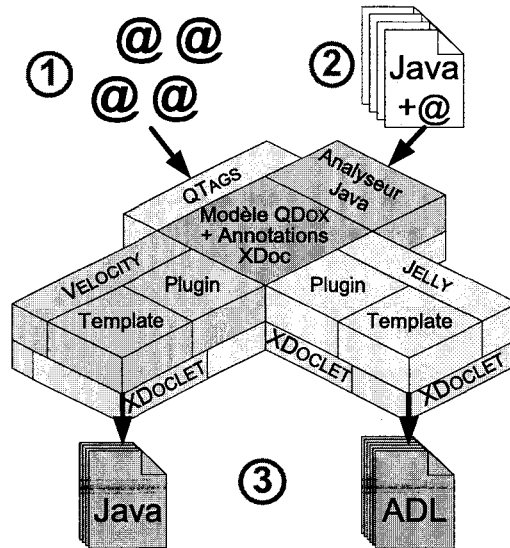 @ @
1
@ @
2
Java
+@
QTAGS
Analyseur
Java
Modèle QDOX
+ Annotations
XDOC
VELOCITY
Plugin
Template
JELLY
Plugin
Template
XDOCLET
XDOCLET
XDOCLET
XDOCLET
3
Java
ADL